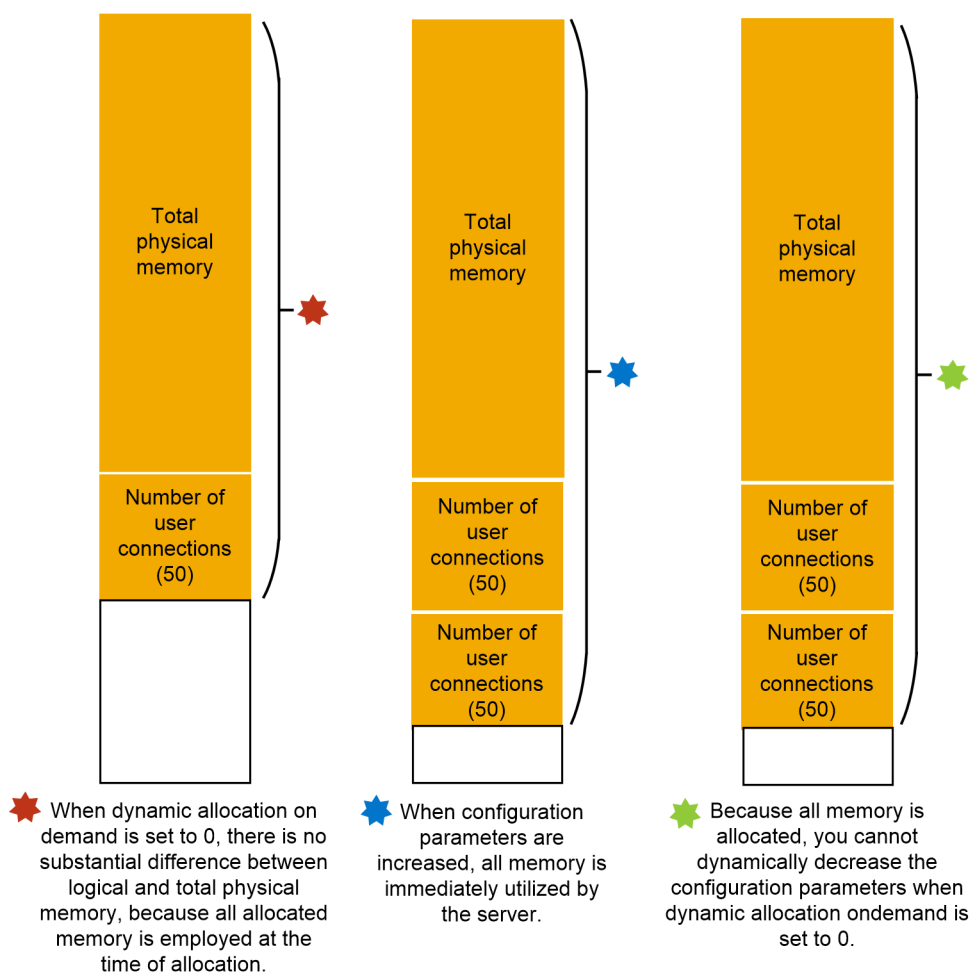 Total
physical
memory
Number of
user
connections
(50)
Total
physical
memory
Number of
user
connections
(50)
Number of
user
connections
(50)
Total
physical
memory
Number of
user
connections
(50)
Number of
user
connections
(50)
When dynamic allocation on
demand is set to 0, there is no
substantial difference between
logical and total physical
memory, because all allocated
memory is employed at the
time of allocation.
When configuration
parameters are
increased, all memory is
immediately utilized by
the server.
Because all memory is
allocated, you cannot
dynamically decrease the
configuration parameters when
dynamic allocation ondemand is
set to 0.